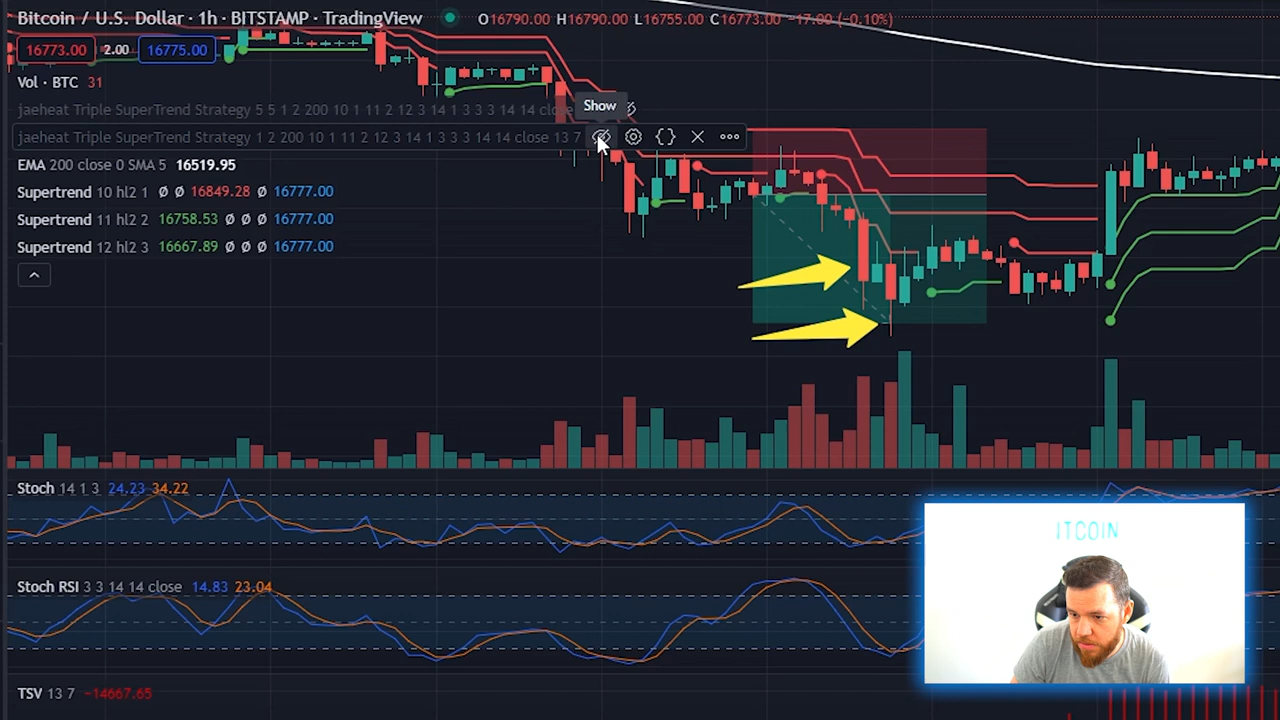 Bitcoin / U.S. Dollar · 1h · BITSTAMP · TradingView O16790.00 H16790.00 L16755.00 C16773.00 −17.00 (−0.10%)
16773.00 2.00 16775.00
Vol · BTC 31
Show
jaeheat Triple SuperTrend Strategy 5 5 1 2 200 10 1 11 2 12 3 14 1 3 3 3 14 14
jaeheat Triple SuperTrend Strategy 1 2 200 10 1 11 2 12 3 14 1 3 3 3 14 14 close 13 7
EMA 200 close 0 SMA 5 16519.95
Supertrend 10 hl2 1 Ø Ø 16849.28 Ø 16777.00
Supertrend 11 hl2 2 16758.53 Ø Ø Ø 16777.00
Supertrend 12 hl2 3 16667.89 Ø Ø Ø 16777.00
Stoch 14 1 3 24.23 34.22
ITCOIN
Stoch RSI 3 3 14 14 close 14.83 23.04
TSV 13 7 −14667.65